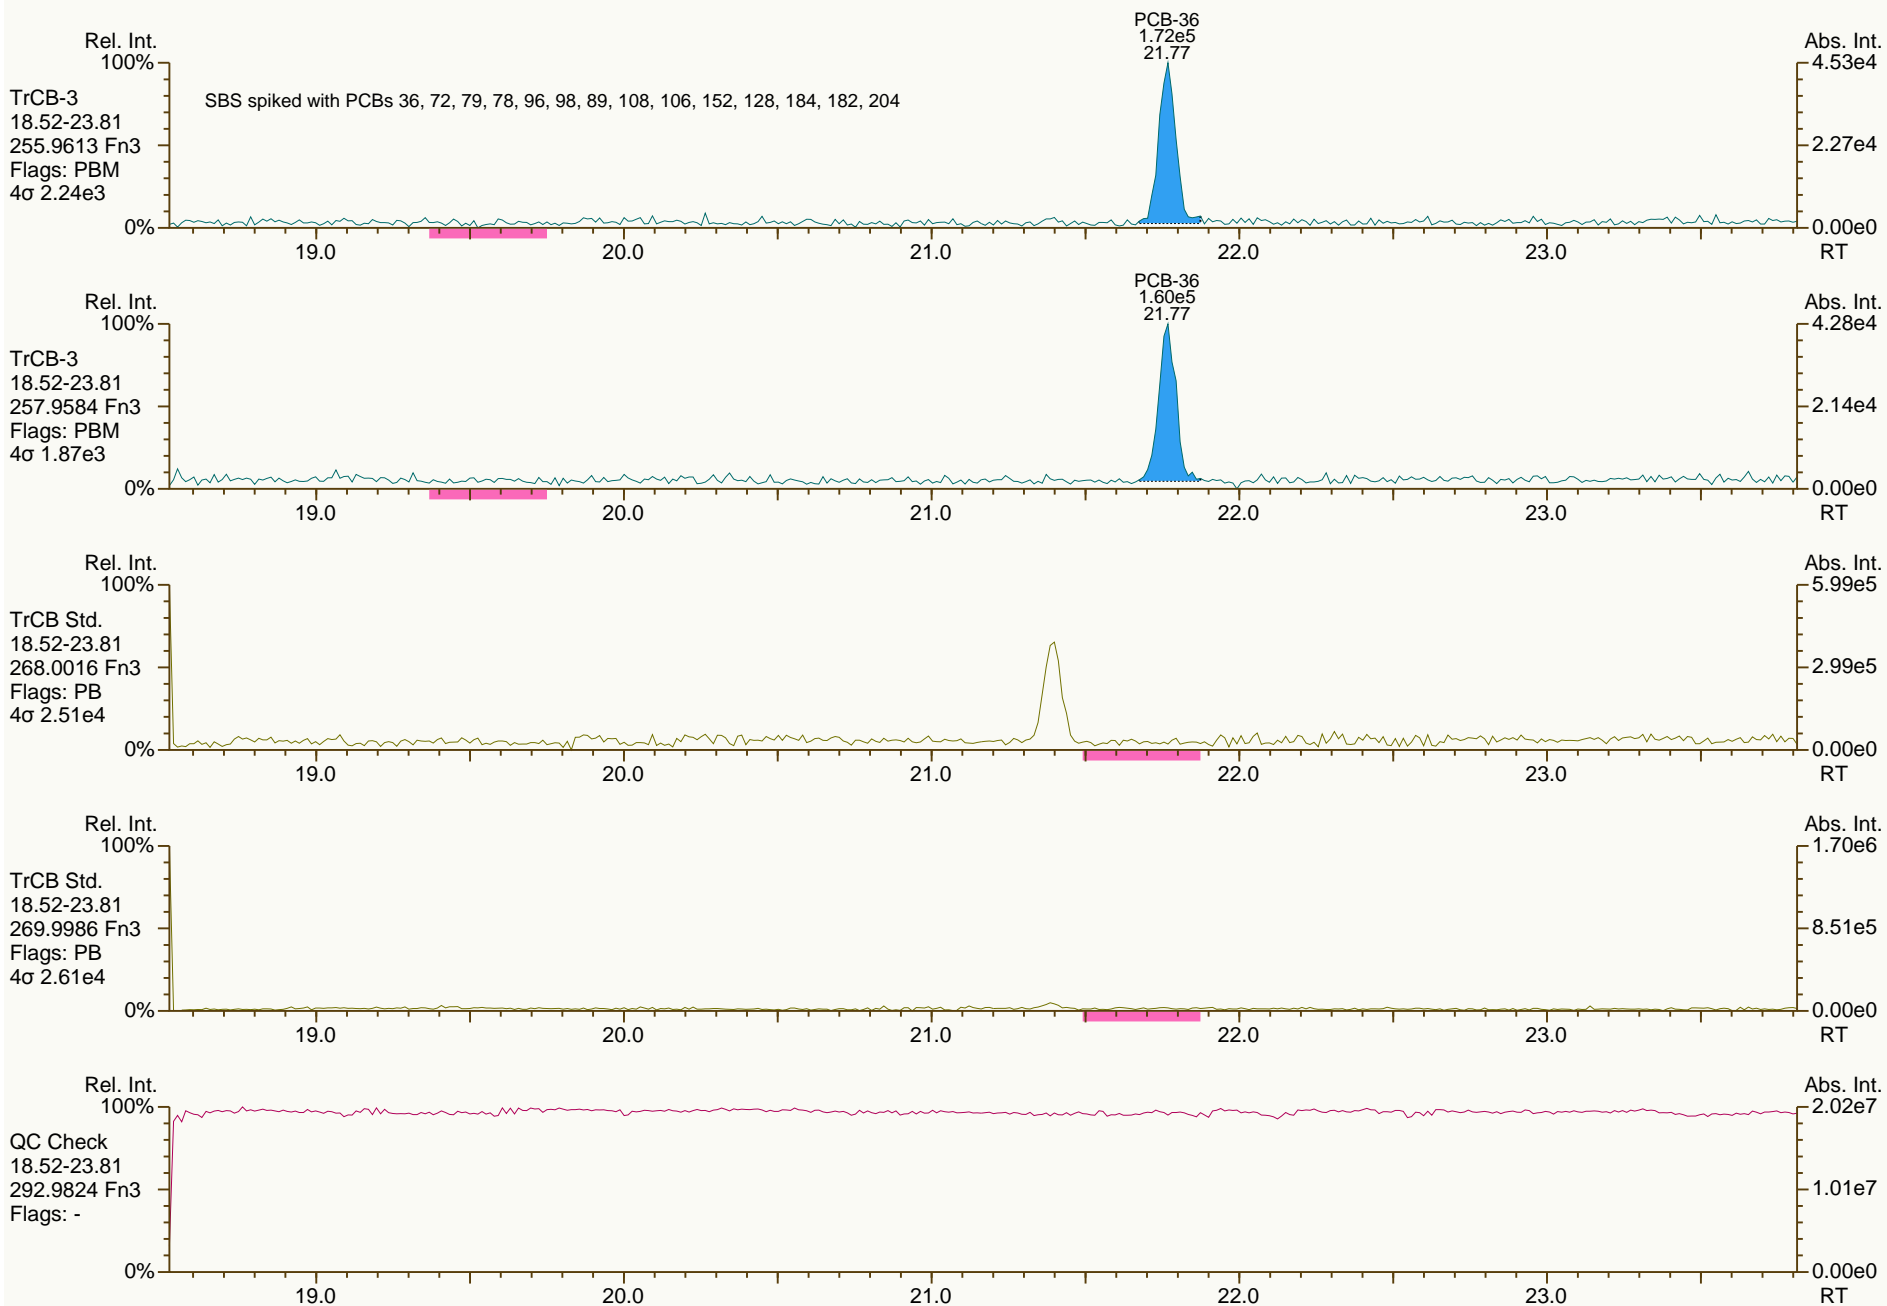 PCB-36
1.72e5
21.77
Rel. Int.
Abs. Int.
100%
4.53e4
TrCB-3
18.52-23.81
255.9613 Fn3
Flags: PBM
4σ 2.24e3
SBS spiked with PCBs 36, 72, 79, 78, 96, 98, 89, 108, 106, 152, 128, 184, 182, 204
2.27e4
0%
0.00e0
19.0 20.0 21.0 22.0 23.0 RT
PCB-36
1.60e5
21.77
Rel. Int.
Abs. Int.
100%
4.28e4
TrCB-3
18.52-23.81
257.9584 Fn3
Flags: PBM
4σ 1.87e3
2.14e4
0%
0.00e0
19.0 20.0 21.0 22.0 23.0 RT
Rel. Int.
Abs. Int.
100%
5.99e5
TrCB Std.
18.52-23.81
268.0016 Fn3
Flags: PB
4σ 2.51e4
2.99e5
0%
0.00e0
19.0 20.0 21.0 22.0 23.0 RT
Rel. Int.
Abs. Int.
100%
1.70e6
TrCB Std.
18.52-23.81
269.9986 Fn3
Flags: PB
4σ 2.61e4
8.51e5
0%
0.00e0
19.0 20.0 21.0 22.0 23.0 RT
Rel. Int.
Abs. Int.
100%
2.02e7
QC Check
18.52-23.81
292.9824 Fn3
Flags: -
1.01e7
0%
0.00e0
19.0 20.0 21.0 22.0 23.0 RT